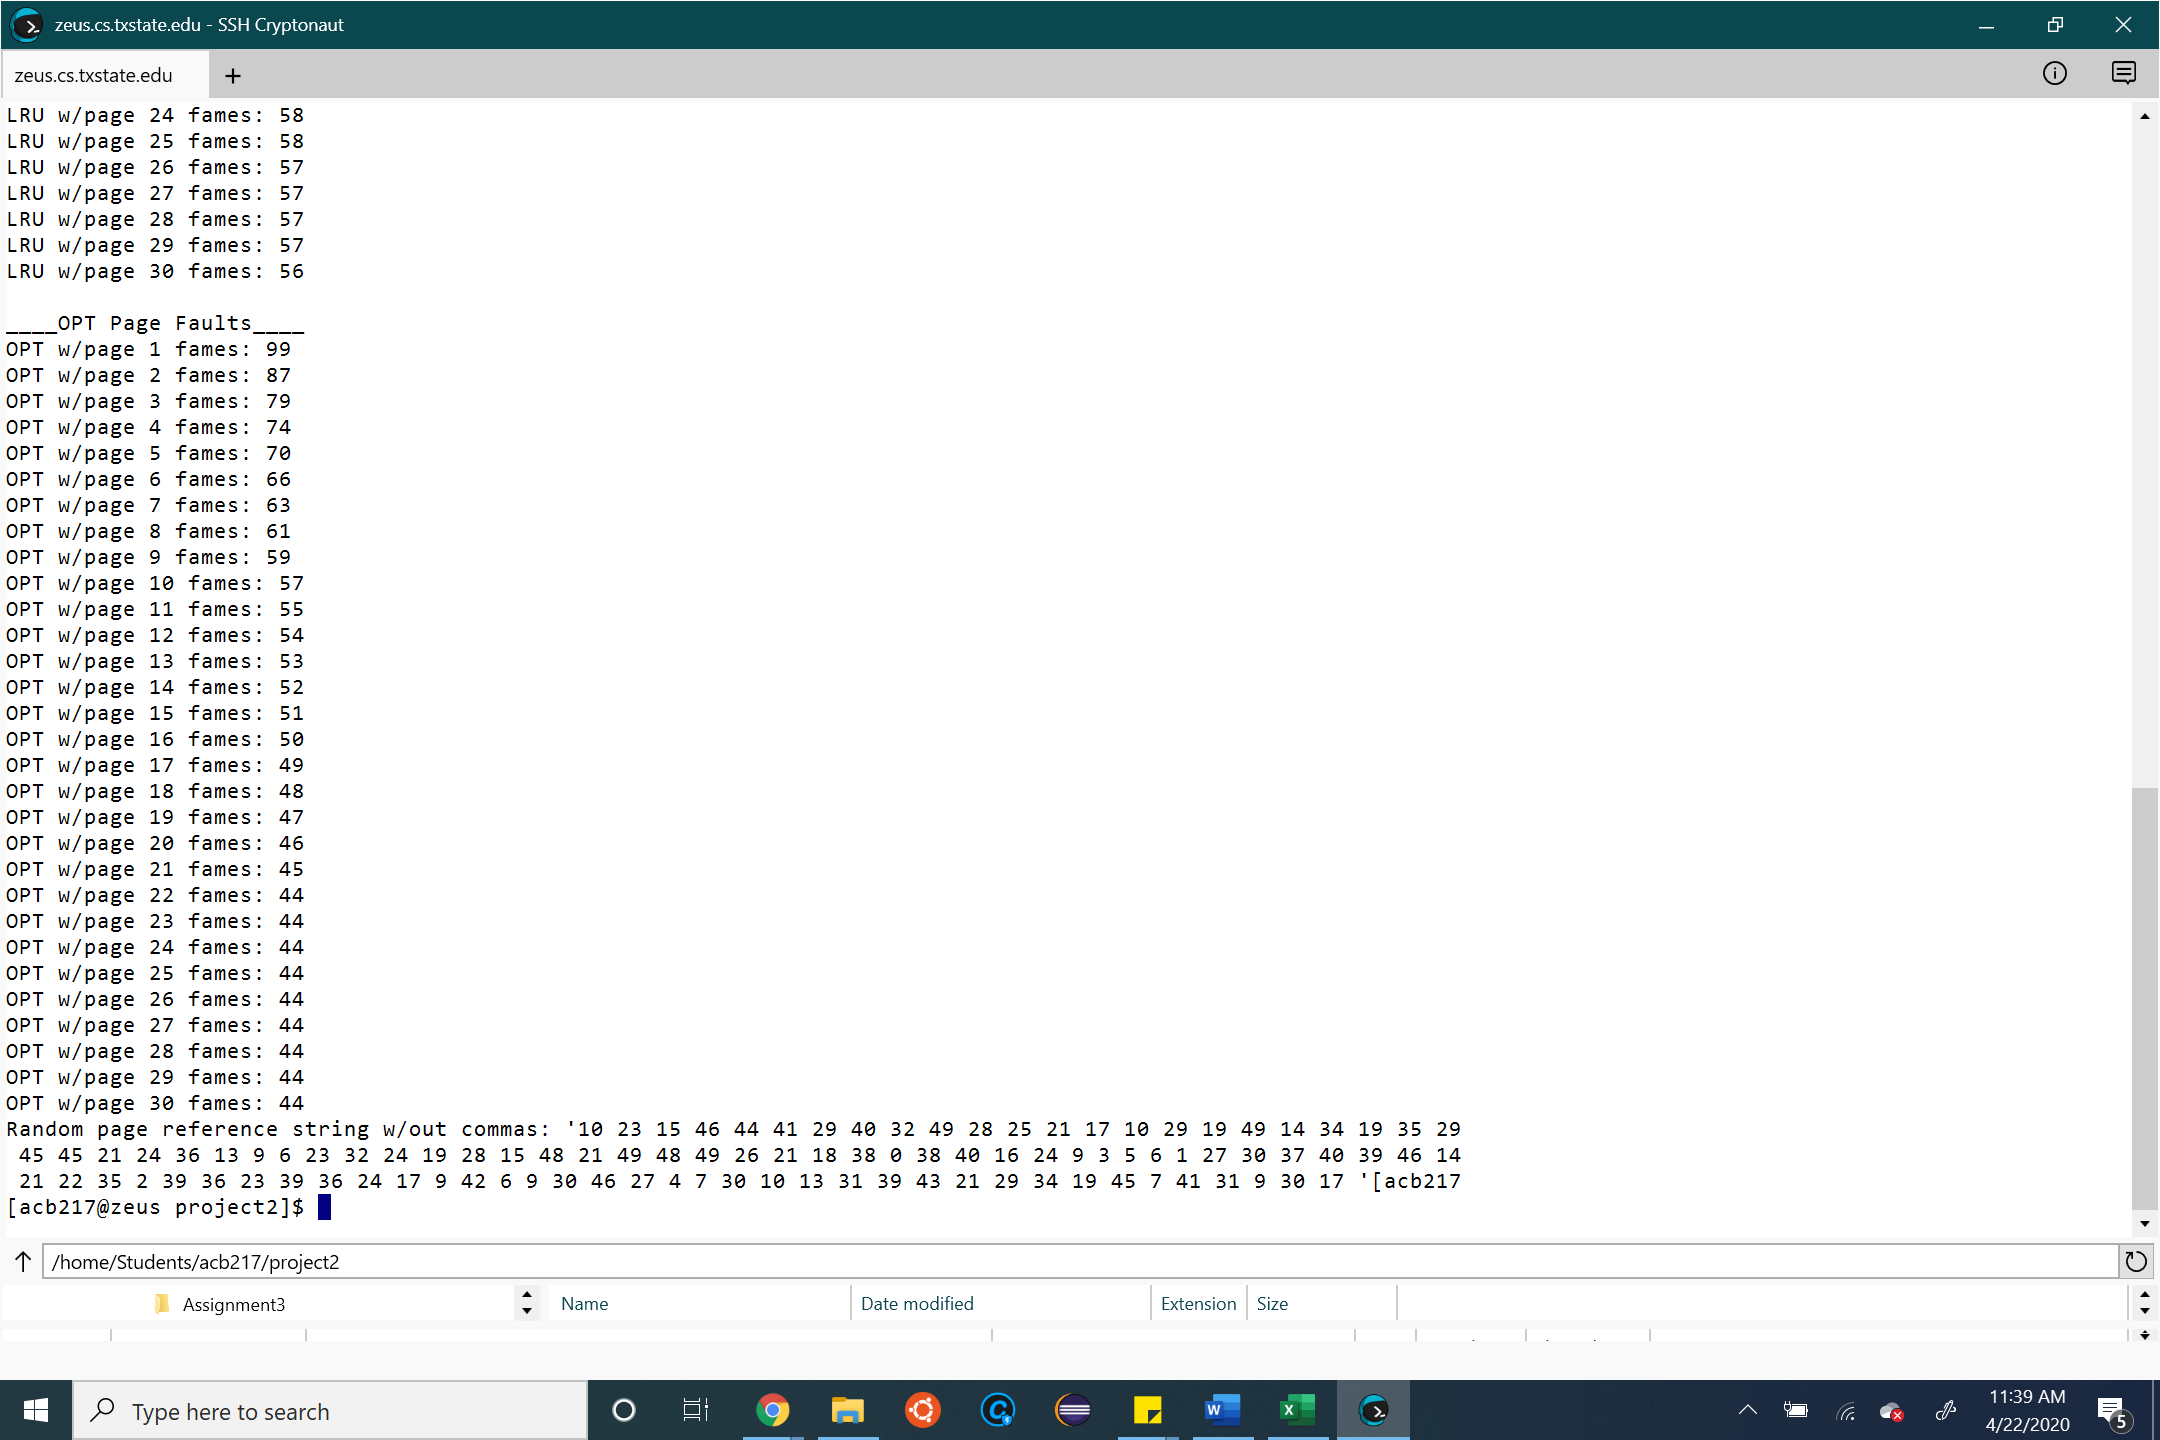 zeus.cs.txstate.edu - SSH Cryptonaut
zeus.cs.txstate.edu
LRU w/page 24 fames: 58
LRU w/page 25 fames: 58
LRU w/page 26 fames: 57
LRU w/page 27 fames: 57
LRU w/page 28 fames: 57
LRU w/page 29 fames: 57
LRU w/page 30 fames: 56
____OPT Page Faults____
OPT w/page 1 fames: 99
OPT w/page 2 fames: 87
OPT w/page 3 fames: 79
OPT w/page 4 fames: 74
OPT w/page 5 fames: 70
OPT w/page 6 fames: 66
OPT w/page 7 fames: 63
OPT w/page 8 fames: 61
OPT w/page 9 fames: 59
OPT w/page 10 fames: 57
OPT w/page 11 fames: 55
OPT w/page 12 fames: 54
OPT w/page 13 fames: 53
OPT w/page 14 fames: 52
OPT w/page 15 fames: 51
OPT w/page 16 fames: 50
OPT w/page 17 fames: 49
OPT w/page 18 fames: 48
OPT w/page 19 fames: 47
OPT w/page 20 fames: 46
OPT w/page 21 fames: 45
OPT w/page 22 fames: 44
OPT w/page 23 fames: 44
OPT w/page 24 fames: 44
OPT w/page 25 fames: 44
OPT w/page 26 fames: 44
OPT w/page 27 fames: 44
OPT w/page 28 fames: 44
OPT w/page 29 fames: 44
OPT w/page 30 fames: 44
Random page reference string w/out commas: '10 23 15 46 44 41 29 40 32 49 28 25 21 17 10 29 19 49 14 34 19 35 29
45 45 21 24 36 13 9 6 23 32 24 19 28 15 48 21 49 48 49 26 21 18 38 0 38 40 16 24 9 3 5 6 1 27 30 37 40 39 46 14
21 22 35 2 39 36 23 39 36 24 17 9 42 6 9 30 46 27 4 7 30 10 13 31 39 43 21 29 34 19 45 7 41 31 9 30 17 '[acb217
[acb217@zeus project2]$
/home/Students/acb217/project2
Assignment3 Name Date modified Extension Size
Type here to search
11:39 AM
4/22/2020
5